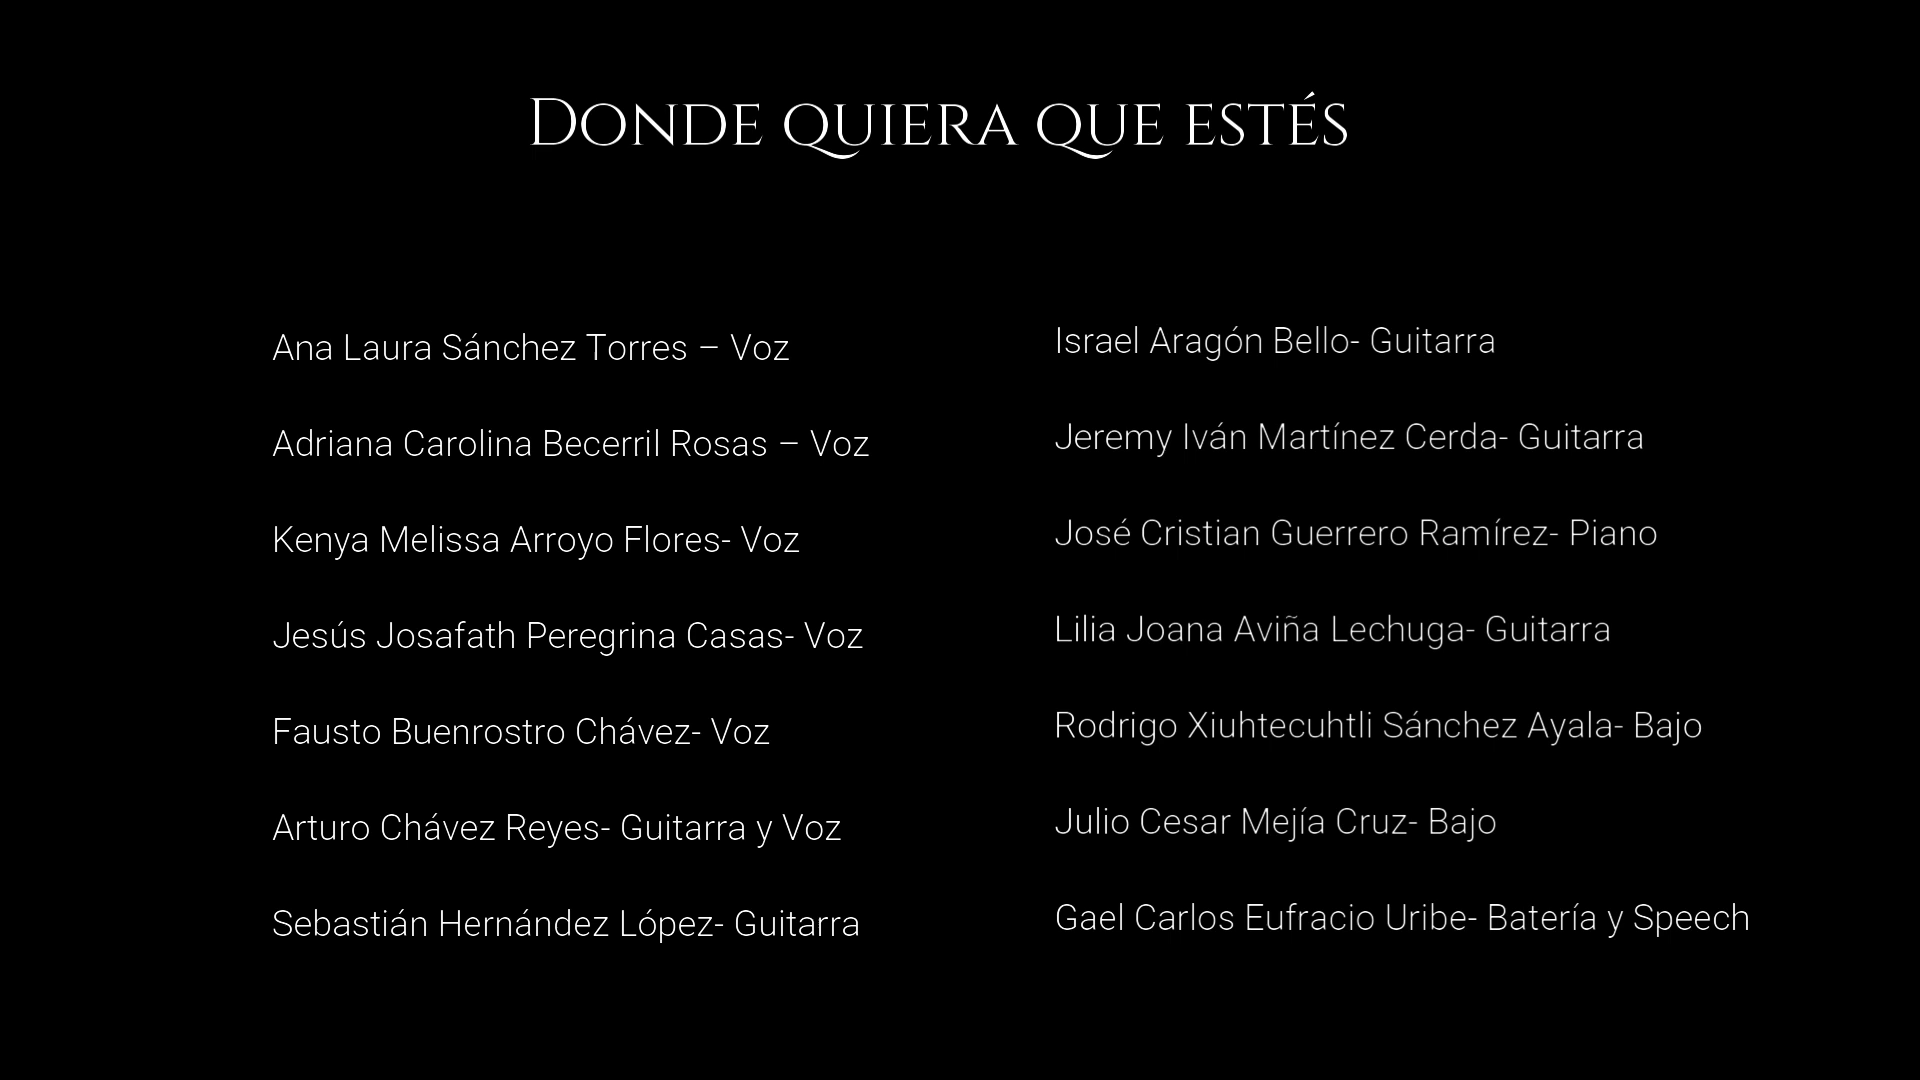 Donde quiera que estés
Ana Laura Sánchez Torres – Voz
Adriana Carolina Becerril Rosas – Voz
Kenya Melissa Arroyo Flores- Voz
Jesús Josafath Peregrina Casas- Voz
Fausto Buenrostro Chávez- Voz
Arturo Chávez Reyes- Guitarra y Voz
Sebastián Hernández López- Guitarra
Israel Aragón Bello- Guitarra
Jeremy Iván Martínez Cerda- Guitarra
José Cristian Guerrero Ramírez- Piano
Lilia Joana Aviña Lechuga- Guitarra
Rodrigo Xiuhtecuhtli Sánchez Ayala- Bajo
Julio Cesar Mejía Cruz- Bajo
Gael Carlos Eufracio Uribe- Batería y Speech